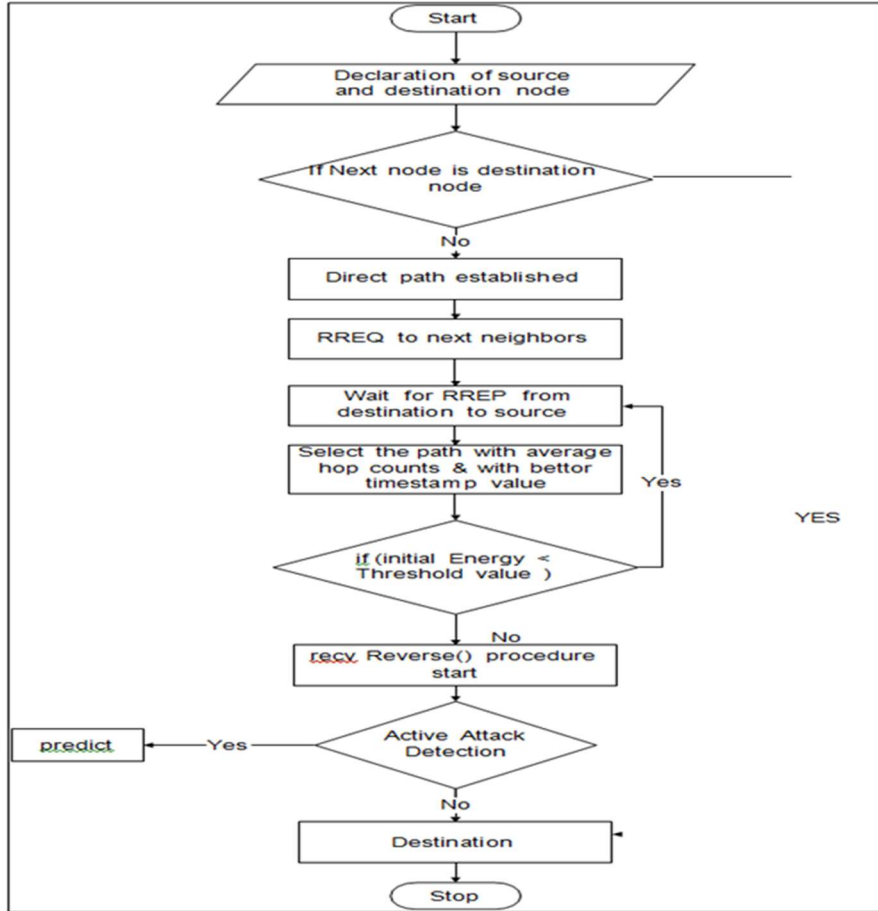 Start
Declaration of source
and destination node
If Next node is destination
node
No
Direct path established
RREQ to next neighbors
Wait for RREP from
destination to source
Select the path with average
hop counts & with bettor
timestamp value
Yes
YES
if (initial Energy <
Threshold value )
No
recv Reverse() procedure
start
Active Attack
Detection
Yes
predict
No
Destination
Stop